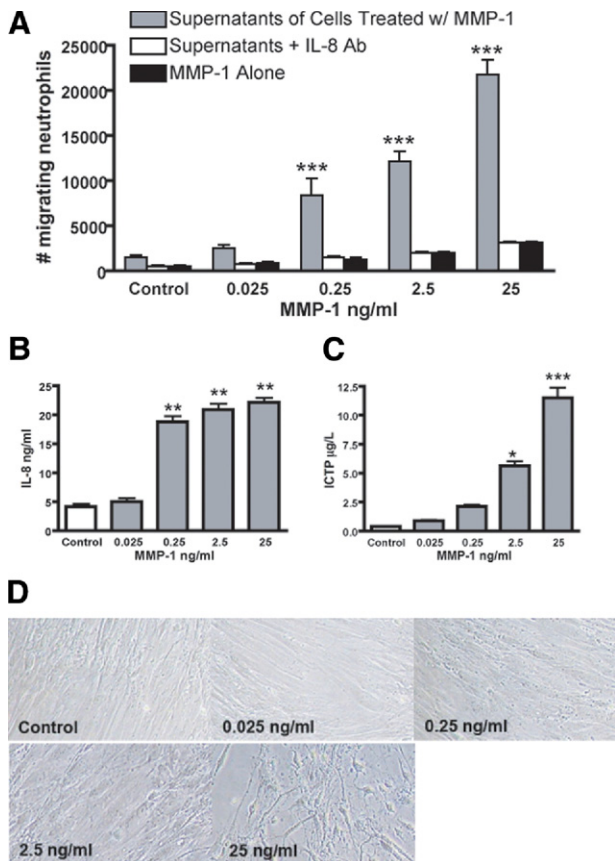 A
Supernatants of Cells Treated w/ MMP-1
Supernatants + IL-8 Ab
MMP-1 Alone
# migrating neutrophils
25000
20000
15000
10000
5000
0
***
***
***
Control 0.025 0.25 2.5 25
MMP-1 ng/ml
B
IL-8 ng/ml
25
20
15
10
5
0
**
**
**
Control 0.025 0.25 2.5 25
MMP-1 ng/ml
C
ICTP µg/L
12.5
10.0
7.5
5.0
2.5
0.0
*
***
Control 0.025 0.25 2.5 25
MMP-1 ng/ml
D
Control
0.025 ng/ml
0.25 ng/ml
2.5 ng/ml
25 ng/ml